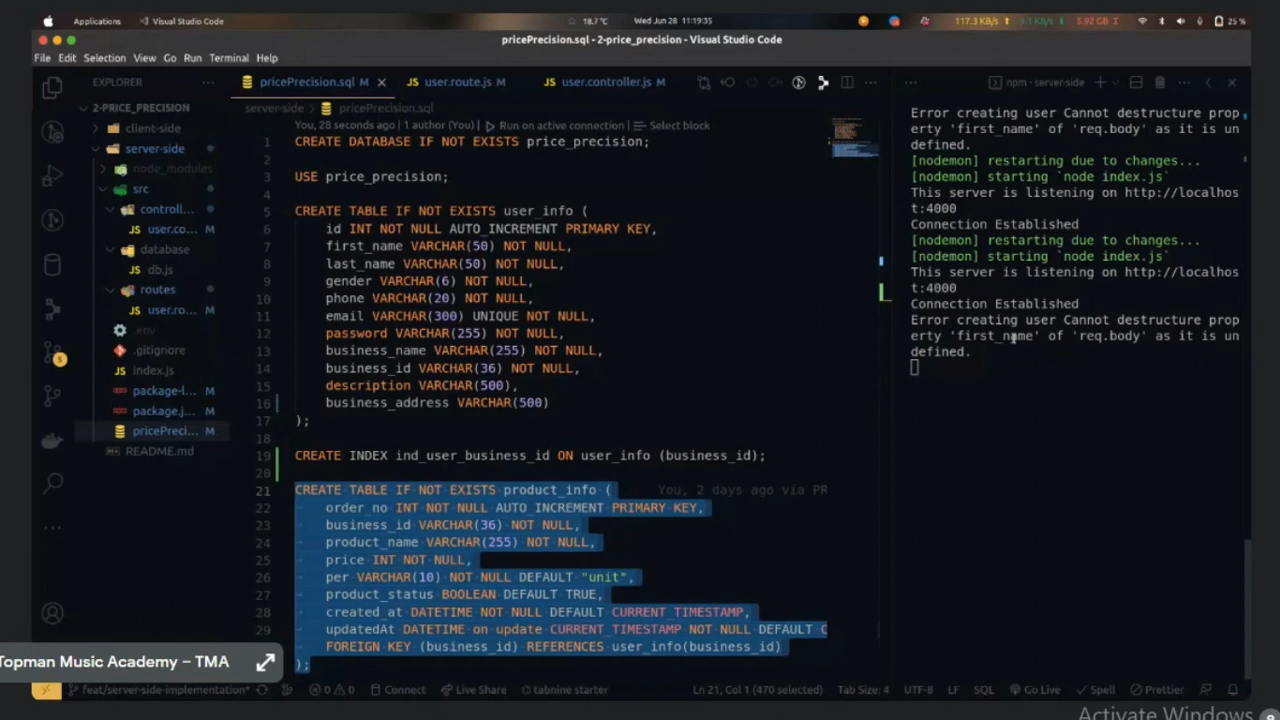 Applications Visual Studio Code 18.7°C Wed Jun 28 11:19:35 117.3 KB/s 5.92 GB 25 %
pricePrecision.sql - 2-price_precision - Visual Studio Code
File Edit Selection View Go Run Terminal Help
EXPLORER ··· pricePrecision.sql M user.route.js M user.controller.js M ··· npm - server-side
2-PRICE_PRECISION
client-side
server-side
node_modules
src
controll...
user.co... M
database
db.js
routes
user.ro... M
.env
.gitignore
index.js
package-l... M
package.j... M
pricePreci... M
README.md
server-side > pricePrecision.sql
You, 28 seconds ago | 1 author (You) | Run on active connection | Select block
1 CREATE DATABASE IF NOT EXISTS price_precision;
2
3 USE price_precision;
4
5 CREATE TABLE IF NOT EXISTS user_info (
6 id INT NOT NULL AUTO_INCREMENT PRIMARY KEY,
7 first_name VARCHAR(50) NOT NULL,
8 last_name VARCHAR(50) NOT NULL,
9 gender VARCHAR(6) NOT NULL,
10 phone VARCHAR(20) NOT NULL,
11 email VARCHAR(300) UNIQUE NOT NULL,
12 password VARCHAR(255) NOT NULL,
13 business_name VARCHAR(255) NOT NULL,
14 business_id VARCHAR(36) NOT NULL,
15 description VARCHAR(500),
16 business_address VARCHAR(500)
17 );
18
19 CREATE INDEX ind_user_business_id ON user_info (business_id);
20
21 CREATE TABLE IF NOT EXISTS product_info ( You, 2 days ago via PR
22 order_no INT NOT NULL AUTO_INCREMENT PRIMARY KEY,
23 business_id VARCHAR(36) NOT NULL,
24 product_name VARCHAR(255) NOT NULL,
25 price INT NOT NULL,
26 per VARCHAR(10) NOT NULL DEFAULT "unit",
27 product_status BOOLEAN DEFAULT TRUE,
28 created_at DATETIME NOT NULL DEFAULT CURRENT_TIMESTAMP,
29 updatedAt DATETIME on update CURRENT_TIMESTAMP NOT NULL DEFAULT C
FOREIGN KEY (business_id) REFERENCES user_info(business_id)
);
Error creating user Cannot destructure prop
erty 'first_name' of 'req.body' as it is un
defined.
[nodemon] restarting due to changes...
[nodemon] starting `node index.js`
This server is listening on http://localhos
t:4000
Connection Established
[nodemon] restarting due to changes...
[nodemon] starting `node index.js`
This server is listening on http://localhos
t:4000
Connection Established
Error creating user Cannot destructure prop
erty 'first_name' of 'req.body' as it is un
defined.
Topman Music Academy – TMA
feat/server-side-implementation* 0 0 Connect Live Share tabnine starter Ln 21, Col 1 (470 selected) Tab Size: 4 UTF-8 LF SQL Go Live Spell Prettier
Activate Windows